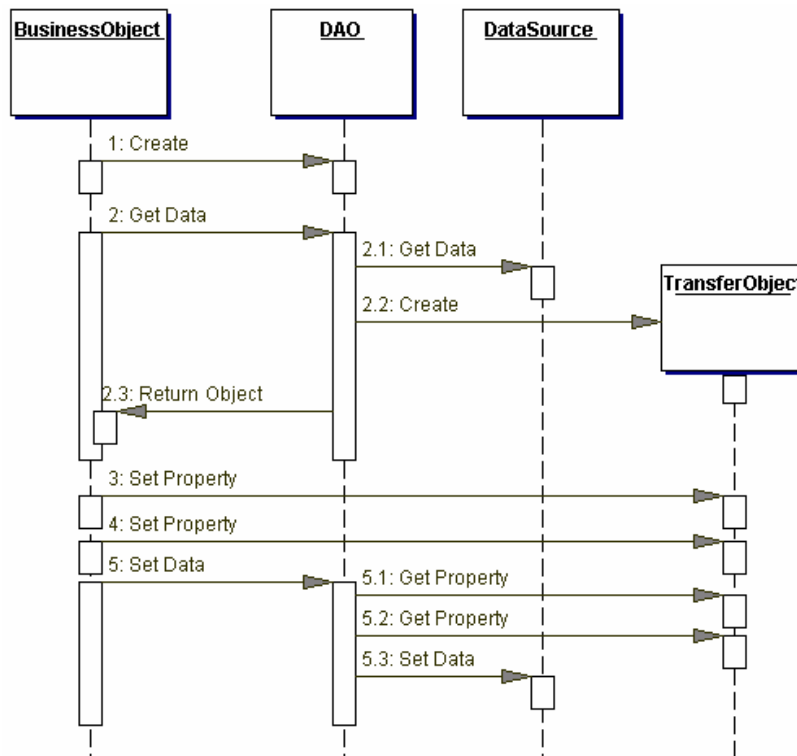 BusinessObject
DAO
DataSource
1: Create
2: Get Data
2.1: Get Data
TransferObject
2.2: Create
2.3: Return Object
3: Set Property
4: Set Property
5: Set Data
5.1: Get Property
5.2: Get Property
5.3: Set Data